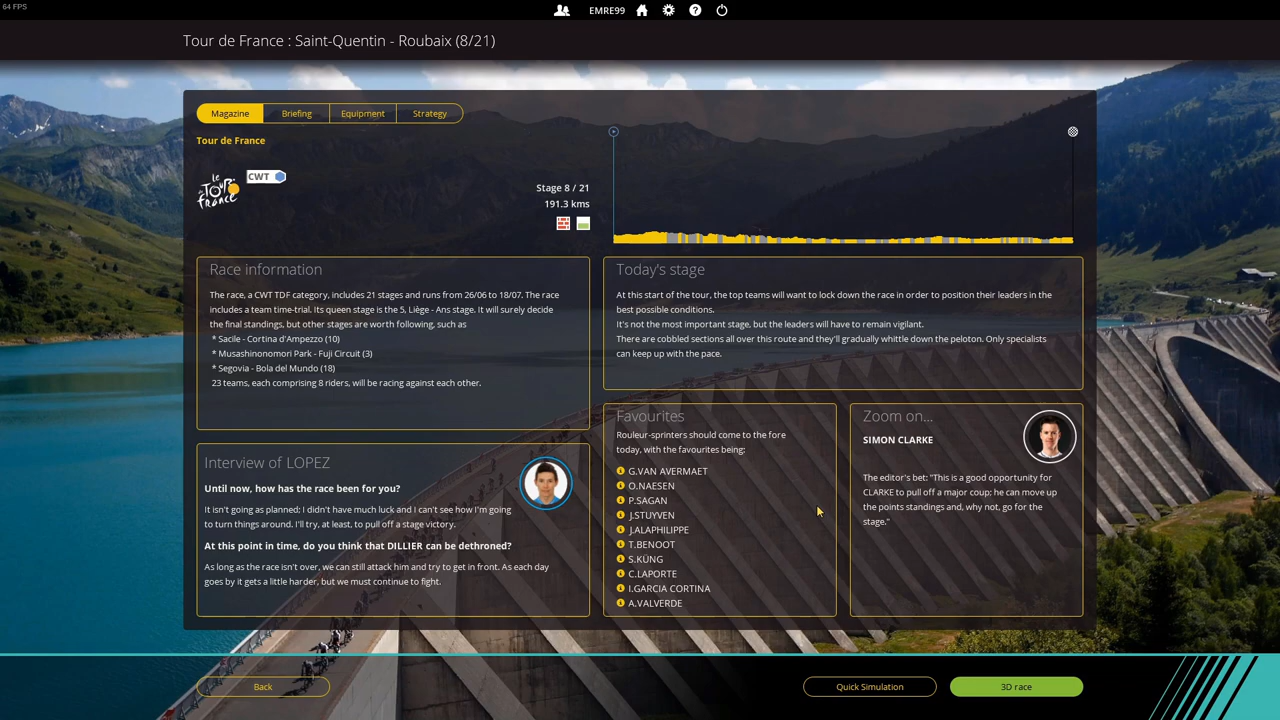 64 FPS
EMRE99
Tour de France : Saint-Quentin - Roubaix (8/21)
Magazine
Briefing
Equipment
Strategy
Tour de France
le TOUR de france
CWT
Stage 8 / 21
191.3 kms
Race information
The race, a CWT TDF category, includes 21 stages and runs from 26/06 to 18/07. The race
includes a team time-trial. Its queen stage is the 5, Liège - Ans stage. It will surely decide
the final standings, but other stages are worth following, such as
* Sacile - Cortina d'Ampezzo (10)
* Musashinonomori Park - Fuji Circuit (3)
* Segovia - Bola del Mundo (18)
23 teams, each comprising 8 riders, will be racing against each other.
Today's stage
At this start of the tour, the top teams will want to lock down the race in order to position their leaders in the
best possible conditions.
It's not the most important stage, but the leaders will have to remain vigilant.
There are cobbled sections all over this route and they'll gradually whittle down the peloton. Only specialists
can keep up with the pace.
Interview of LOPEZ
Until now, how has the race been for you?
It isn't going as planned; I didn't have much luck and I can't see how I'm going
to turn things around. I'll try, at least, to pull off a stage victory.
At this point in time, do you think that DILLIER can be dethroned?
As long as the race isn't over, we can still attack him and try to get in front. As each day
goes by it gets a little harder, but we must continue to fight.
Favourites
Rouleur-sprinters should come to the fore
today, with the favourites being:
G.VAN AVERMAET
O.NAESEN
P.SAGAN
J.STUYVEN
J.ALAPHILIPPE
T.BENOOT
S.KÜNG
C.LAPORTE
I.GARCIA CORTINA
A.VALVERDE
Zoom on...
SIMON CLARKE
The editor's bet: "This is a good opportunity for
CLARKE to pull off a major coup; he can move up
the points standings and, why not, go for the
stage."
Back
Quick Simulation
3D race